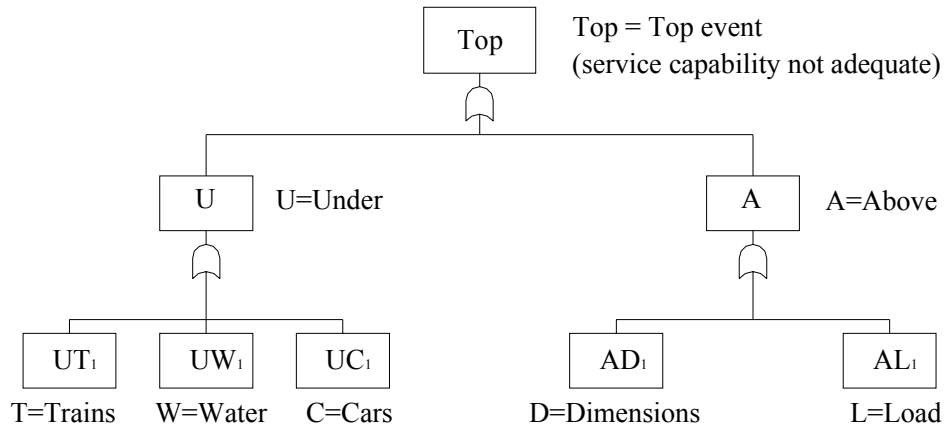 Top
Top = Top event
(service capability not adequate)
U
U=Under
A
A=Above
UT₁
UW₁
UC₁
AD₁
AL₁
T=Trains
W=Water
C=Cars
D=Dimensions
L=Load